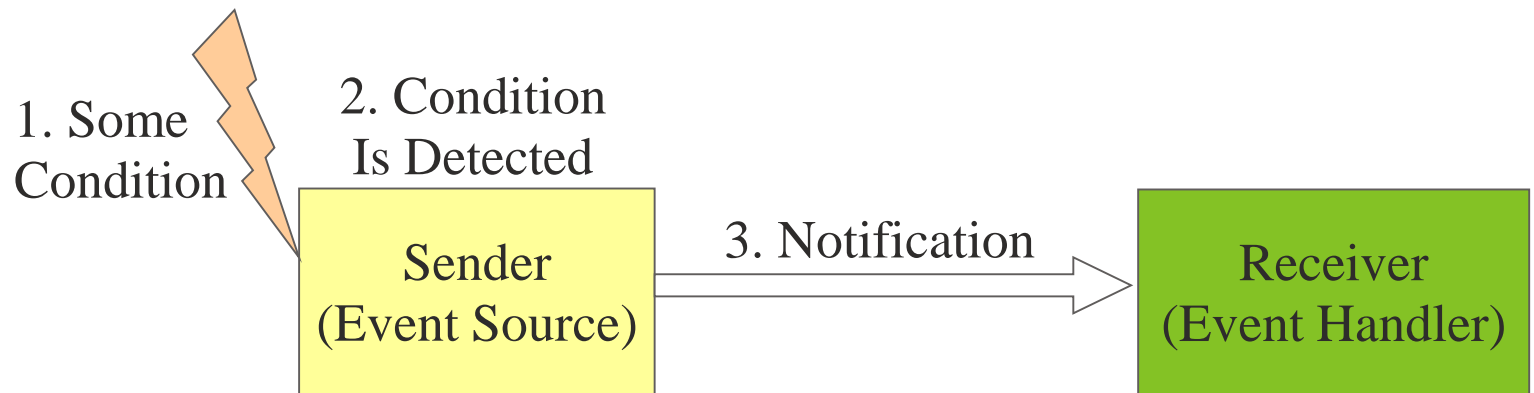 1. Some
Condition
2. Condition
Is Detected
Sender
(Event Source)
3. Notification
Receiver
(Event Handler)